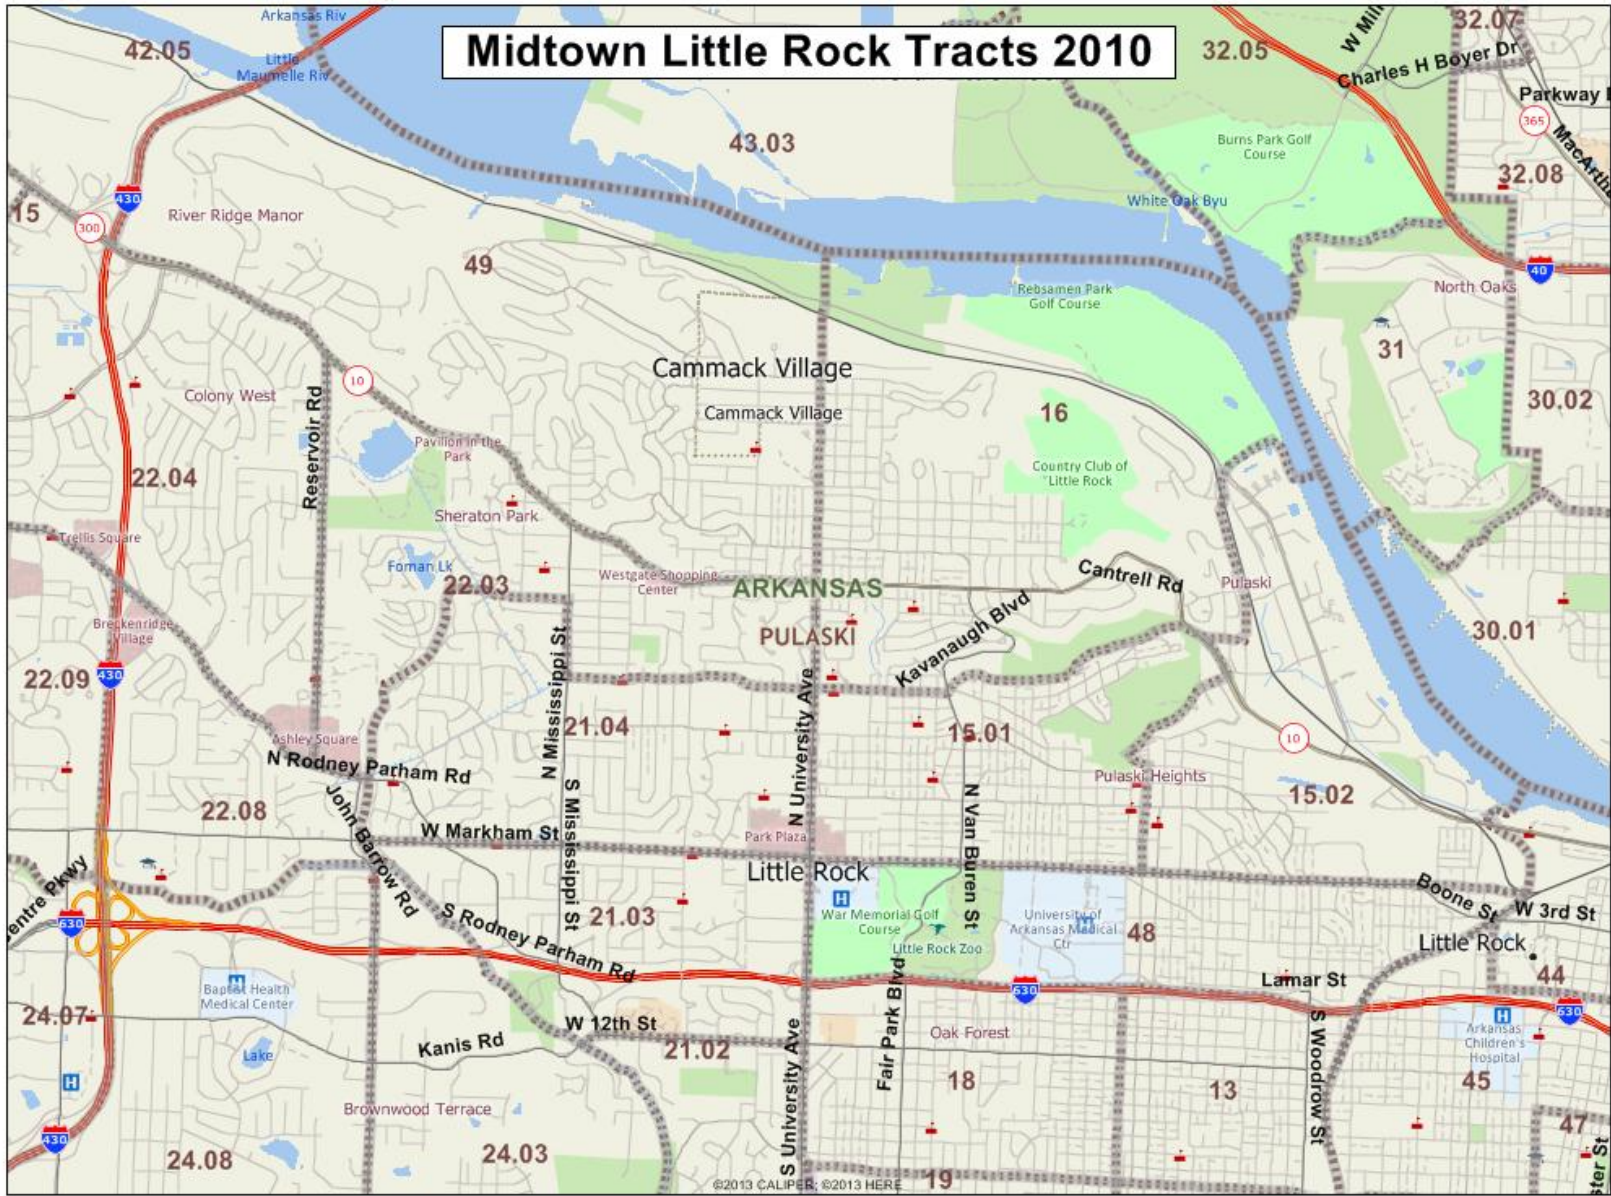 Midtown Little Rock Tracts 2010
Arkansas Riv
Little
Maumelle Riv
42.05
32.05
W Mill
32.07
Charles H Boyer Dr
Parkway
365
MacArth
43.03
Burns Park Golf
Course
32.08
White Oak Byu
430
15
300
River Ridge Manor
49
40
North Oaks
Rebsamen Park
Golf Course
31
Cammack Village
Cammack Village
10
Colony West
Reservoir Rd
16
30.02
Pavilion in the
Park
Country Club of
Little Rock
22.04
Sheraton Park
Trellis Square
Foman Lk
22.03
Westgate Shopping
Center
ARKANSAS
Cantrell Rd
Pulaski
Breckenridge
Village
PULASKI
Kavanaugh Blvd
30.01
22.09
430
N Mississippi St
N University Ave
21.04
15.01
10
Ashley Square
N Rodney Parham Rd
Pulaski Heights
15.02
22.08
John Barrow Rd
S Mississippi St
N Van Buren St
W Markham St
Park Plaza
Little Rock
Boone St
W 3rd St
entre Pkwy
630
S Rodney Parham Rd
21.03
War Memorial Golf
Course
Little Rock Zoo
University of
Arkansas Medical
Ctr
48
Little Rock
44
Baptist Health
Medical Center
Fair Park Blvd
630
Lamar St
630
24.07
W 12th St
Kanis Rd
21.02
Oak Forest
S Woodrow St
Arkansas
Children's
Hospital
Lake
S University Ave
18
13
45
Brownwood Terrace
430
24.08
24.03
47
ster St
19
©2013 CALIPER; ©2013 HERE